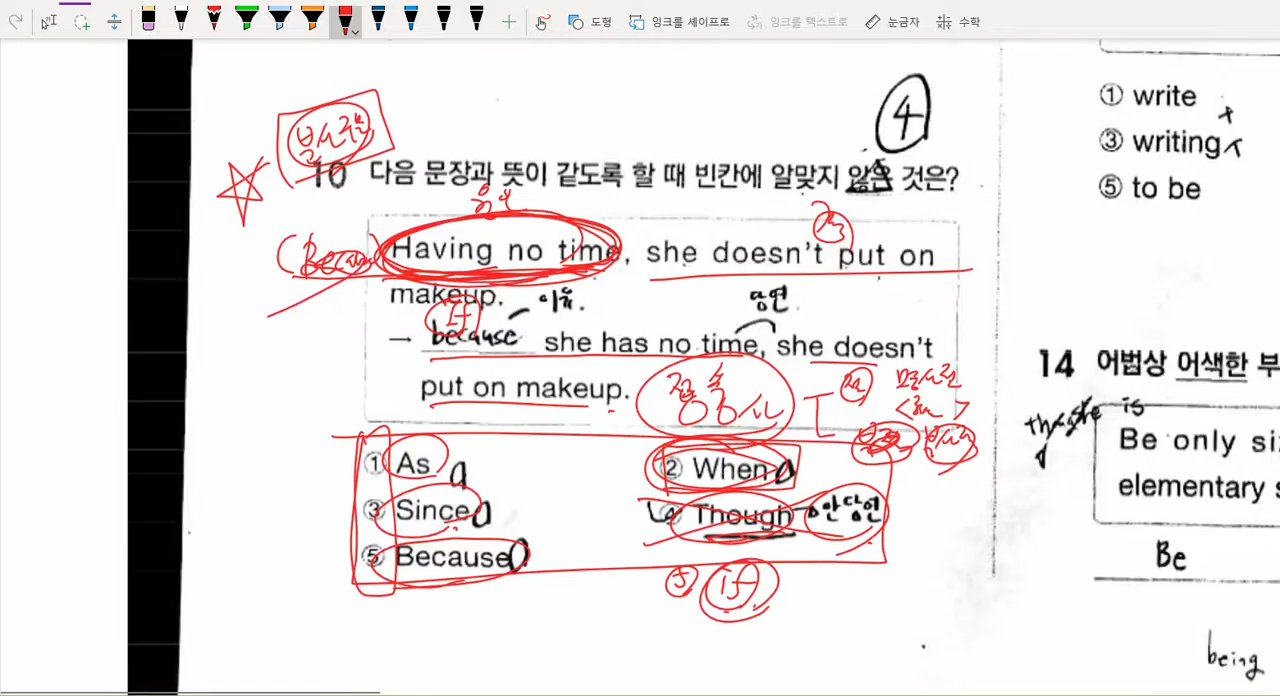 도형 잉크를 셰이프로 잉크를 텍스트로 눈금자 수학
④
10 다음 문장과 뜻이 같도록 할 때 빈칸에 알맞지 않은 것은?
Having no time, she doesn't put on
makeup.
이유. 당연
If
→ because she has no time, she doesn't
put on makeup.
접속사
① As ② When
③ Since ④ Though 안당연
⑤ Because
⑤ if
① write
③ writing
⑤ to be
14 어법상 어색한 부
is
Be only si
elementary s
Be
being